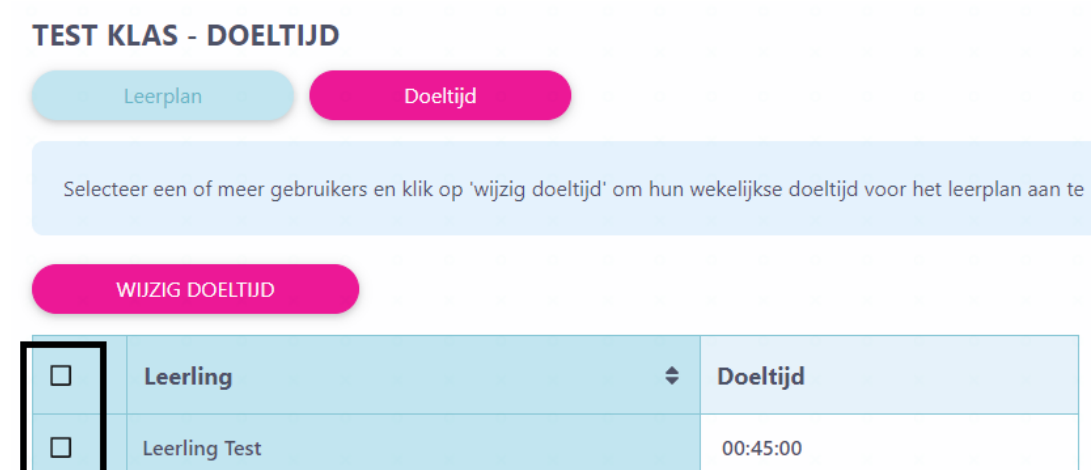 TEST KLAS - DOELTIJD
Leerplan
Doeltijd
Selecteer een of meer gebruikers en klik op 'wijzig doeltijd' om hun wekelijkse doeltijd voor het leerplan aan te
WIJZIG DOELTIJD
Leerling Doeltijd
Leerling Test 00:45:00